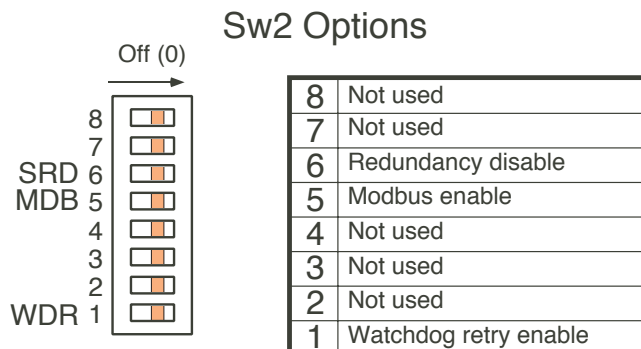 Sw2 Options
Off (0)
8
7
SRD 6
MDB 5
4
3
2
WDR 1
8 Not used
7 Not used
6 Redundancy disable
5 Modbus enable
4 Not used
3 Not used
2 Not used
1 Watchdog retry enable